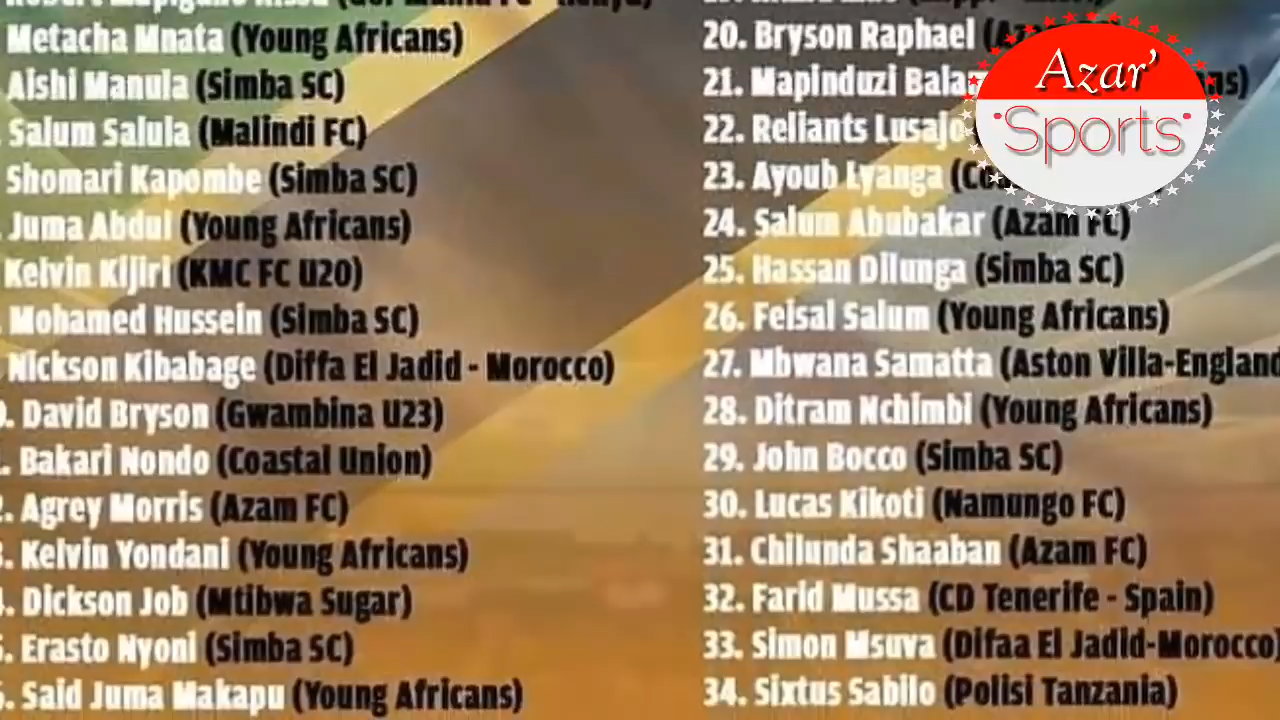 Metacha Mnata (Young Africans)
Aishi Manula (Simba SC)
Salum Salula (Malindi FC)
Shomari Kapombe (Simba SC)
Juma Abdul (Young Africans)
Kelvin Kijiri (KMC FC U20)
Mohamed Hussein (Simba SC)
Nickson Kibabage (Diffa El Jadid - Morocco)
David Bryson (Gwambina U23)
Bakari Nondo (Coastal Union)
Agrey Morris (Azam FC)
Kelvin Yondani (Young Africans)
Dickson Job (Mtibwa Sugar)
Erasto Nyoni (Simba SC)
Said Juma Makapu (Young Africans)
20. Bryson Raphael
21. Mapinduzi
22. Reliants Lusajo
23. Ayoub Lyanga
24. Salum Abubakar (Azam FC)
25. Hassan Dilunga (Simba SC)
26. Feisal Salum (Young Africans)
27. Mbwana Samatta (Aston Villa-England
28. Ditram Nchimbi (Young Africans)
29. John Bocco (Simba SC)
30. Lucas Kikoti (Namungo FC)
31. Chilunda Shaaban (Azam FC)
32. Farid Mussa (CD Tenerife - Spain)
33. Simon Msuva (Difaa El Jadid-Morocco)
34. Sixtus Sabilo (Polisi Tanzania)
Azar'
Sports